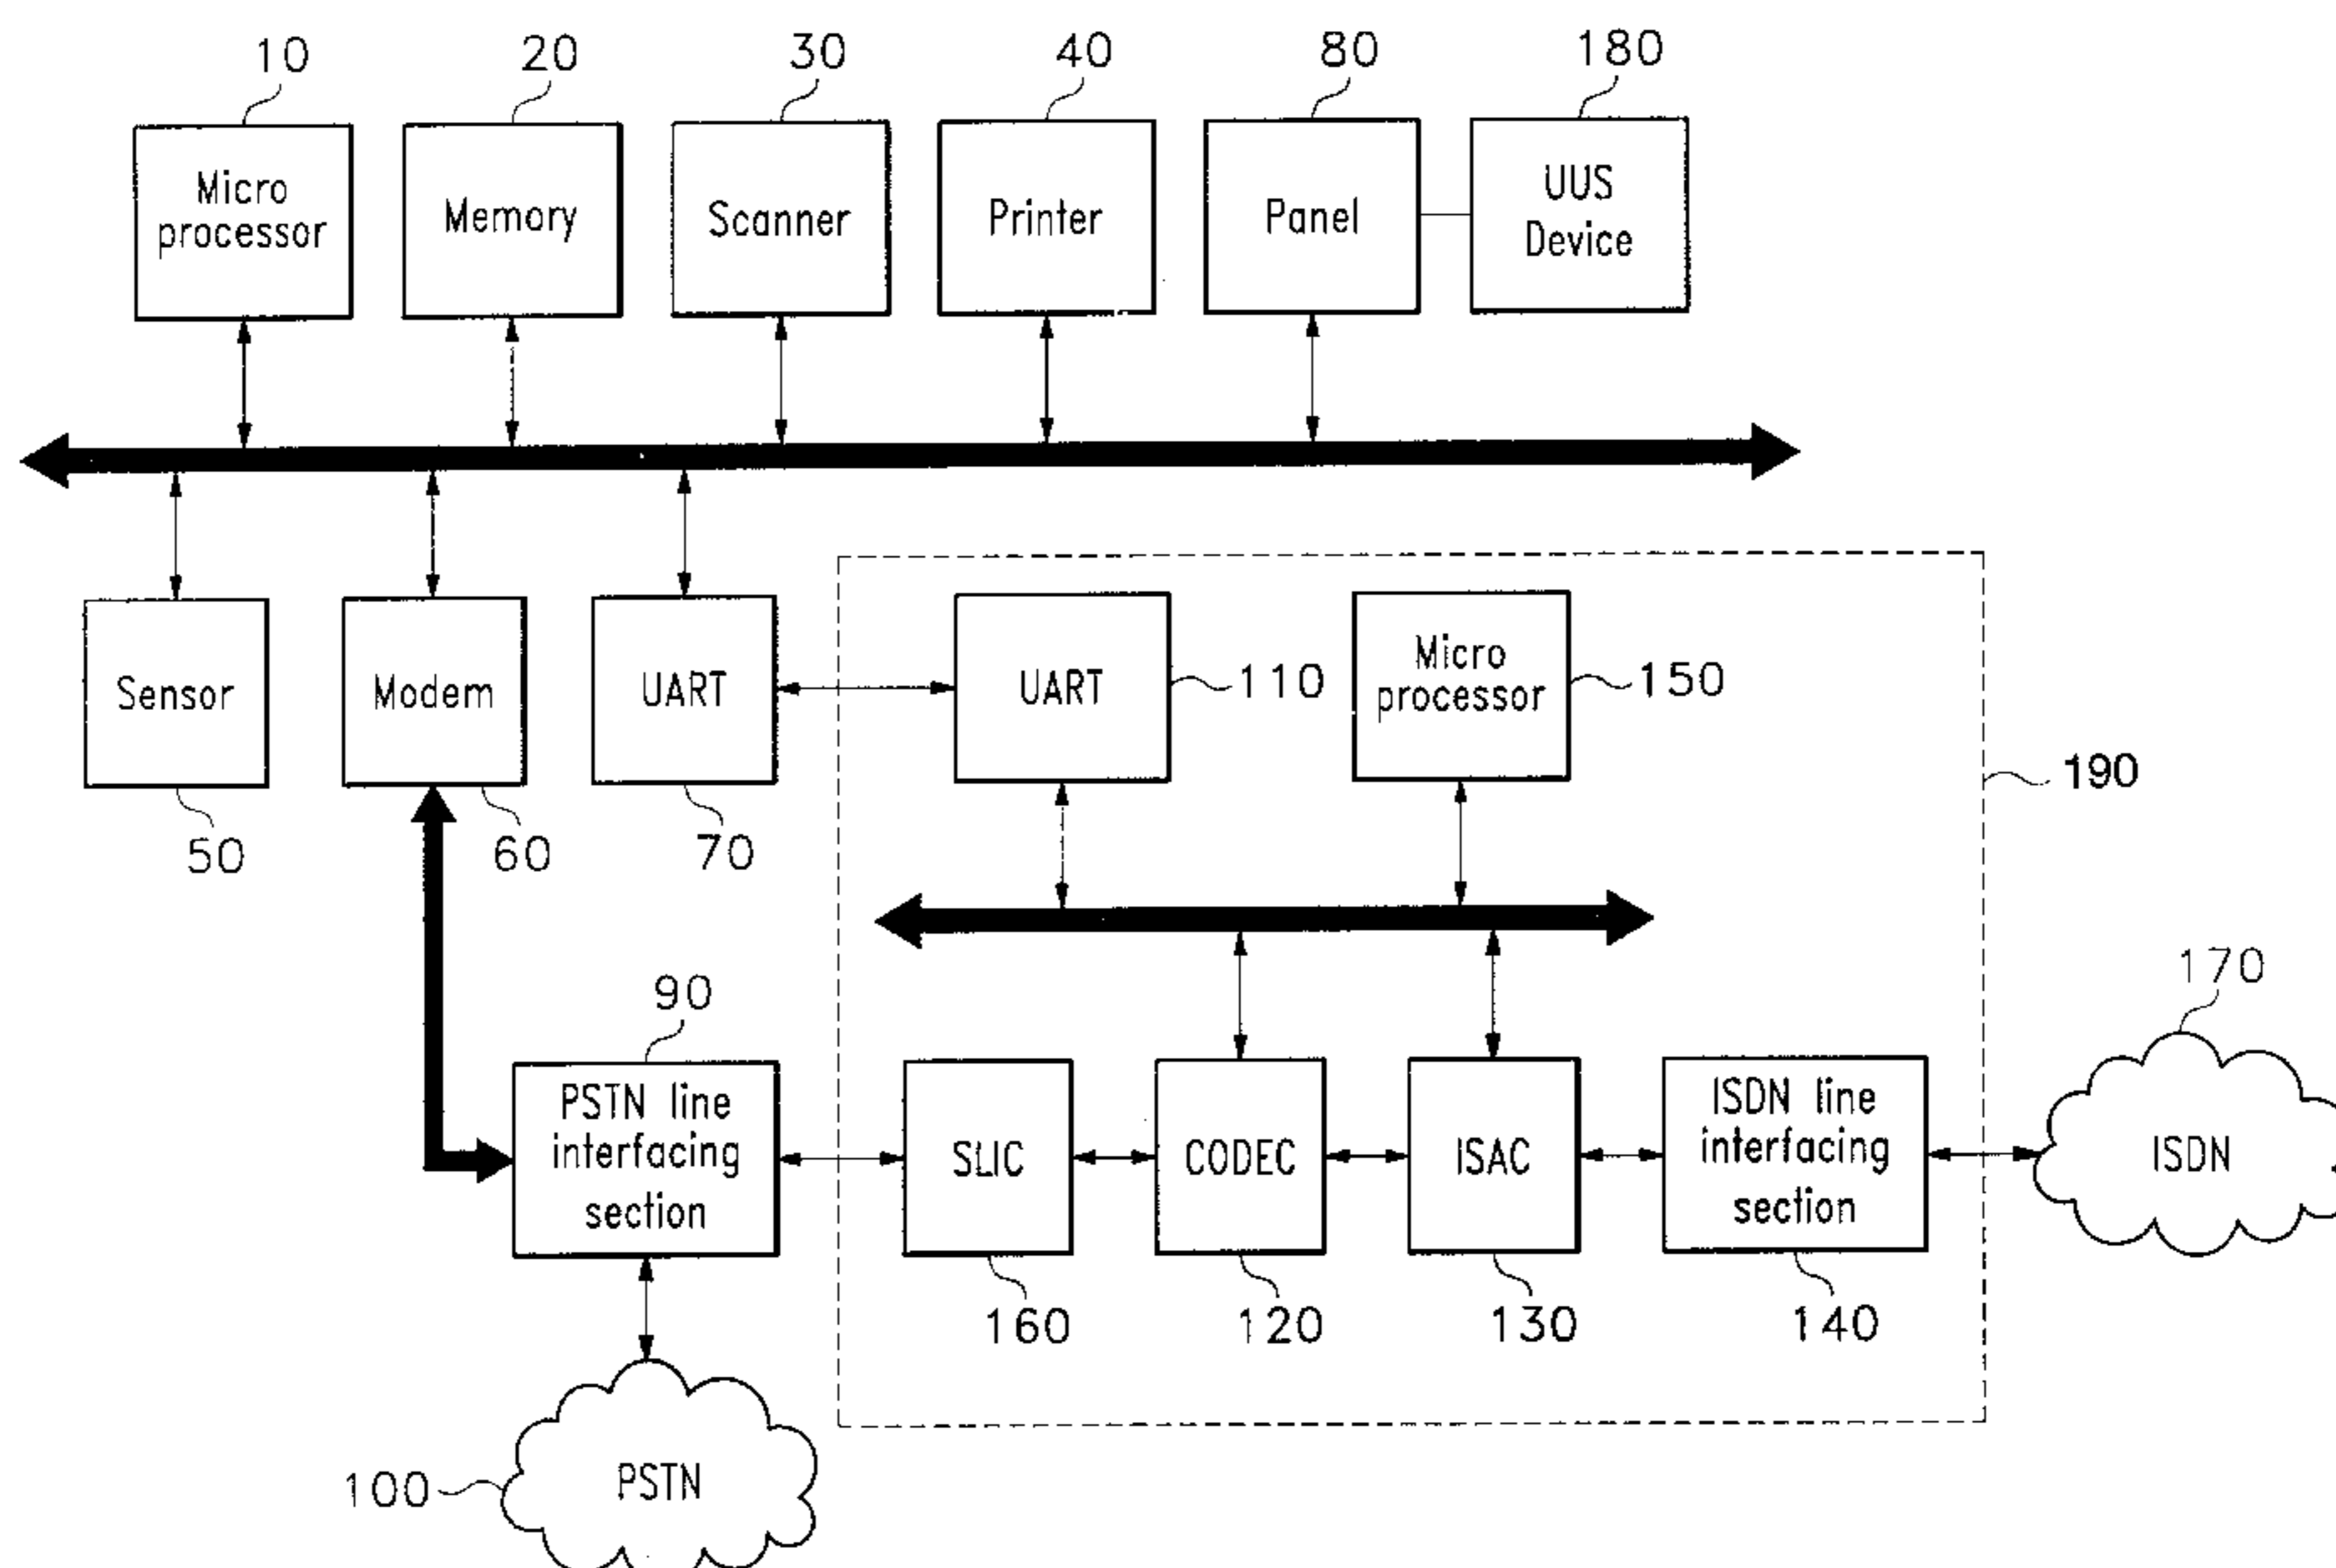 10
20
30
40
80
180
Micro
processor
Memory
Scanner
Printer
Panel
UUS
Device
Sensor
Modem
UART
UART
110
Micro
processor
150
190
50
60
70
90
170
PSTN line
interfacing
section
SLIC
CODEC
ISAC
ISDN line
interfacing
section
ISDN
160
120
130
140
100
PSTN